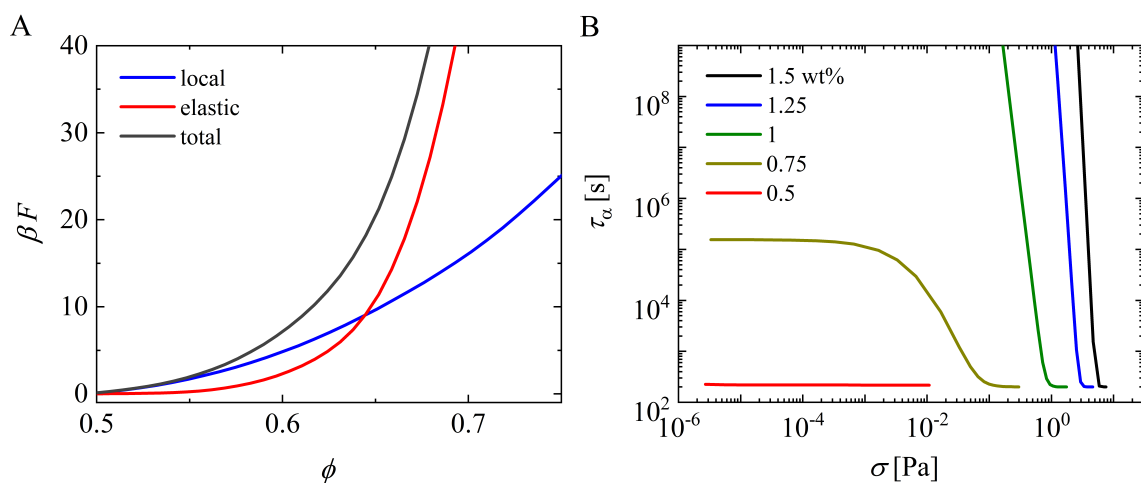 A
40
30
20
10
0
βF
local
elastic
total
0.5
0.6
0.7
ϕ
B
10^8
10^6
10^4
10^2
τ_α [s]
1.5 wt%
1.25
1
0.75
0.5
10^-6
10^-4
10^-2
10^0
σ [Pa]